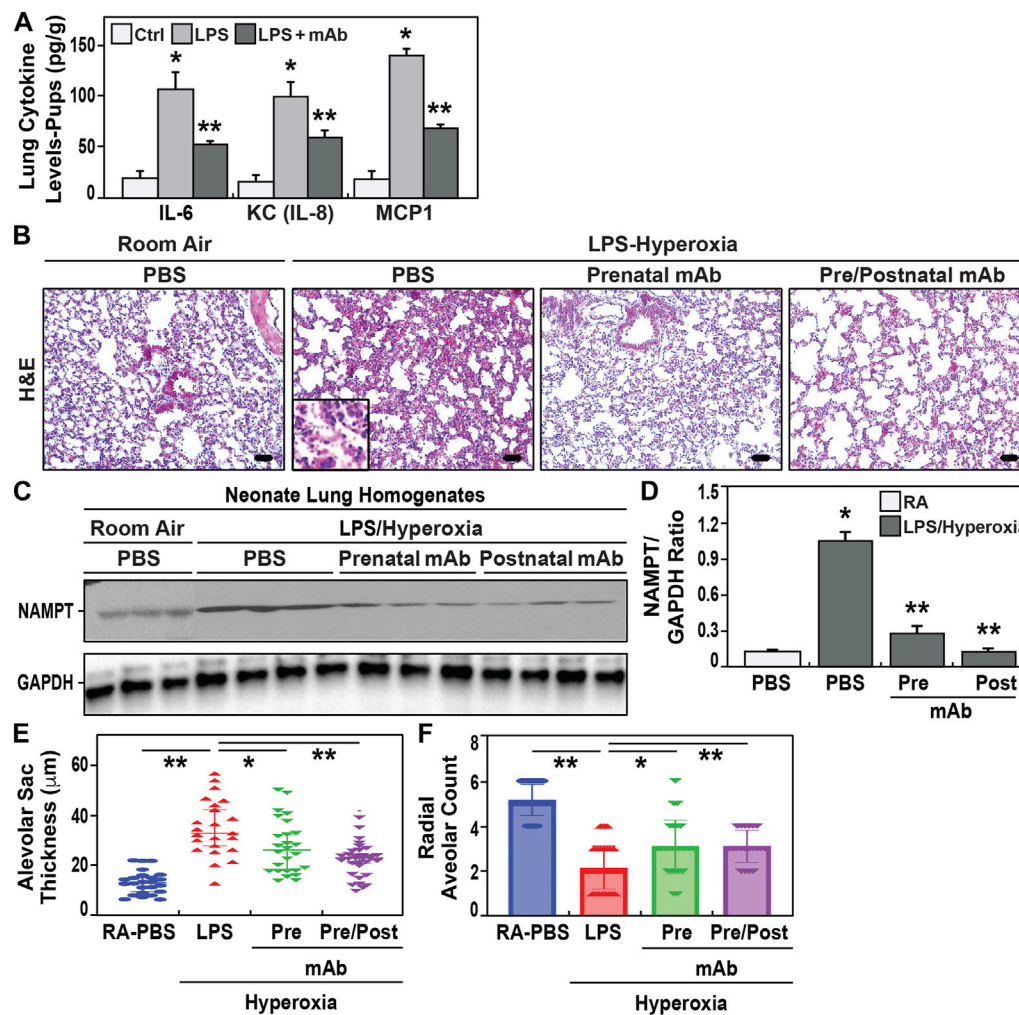 A
Lung Cytokine
Levels-Pups (pg/g)
150
100
50
0
Ctrl LPS LPS + mAb
* ** * ** * **
IL-6 KC (IL-8) MCP1
B
Room Air LPS-Hyperoxia
PBS PBS Prenatal mAb Pre/Postnatal mAb
H&E
C
Neonate Lung Homogenates
Room Air LPS/Hyperoxia
PBS PBS Prenatal mAb Postnatal mAb
NAMPT
GAPDH
D
NAMPT/
GAPDH Ratio
1.5
1.2
0.9
0.6
0.3
0
RA
LPS/Hyperoxia
* ** **
PBS PBS Pre Post
mAb
E
Alevolar Sac
Thickness (μm)
60
40
20
0
** * **
RA-PBS LPS Pre Pre/Post
mAb
Hyperoxia
F
Radial
Aveolar Count
8
6
4
2
0
** * **
RA-PBS LPS Pre Pre/Post
mAb
Hyperoxia